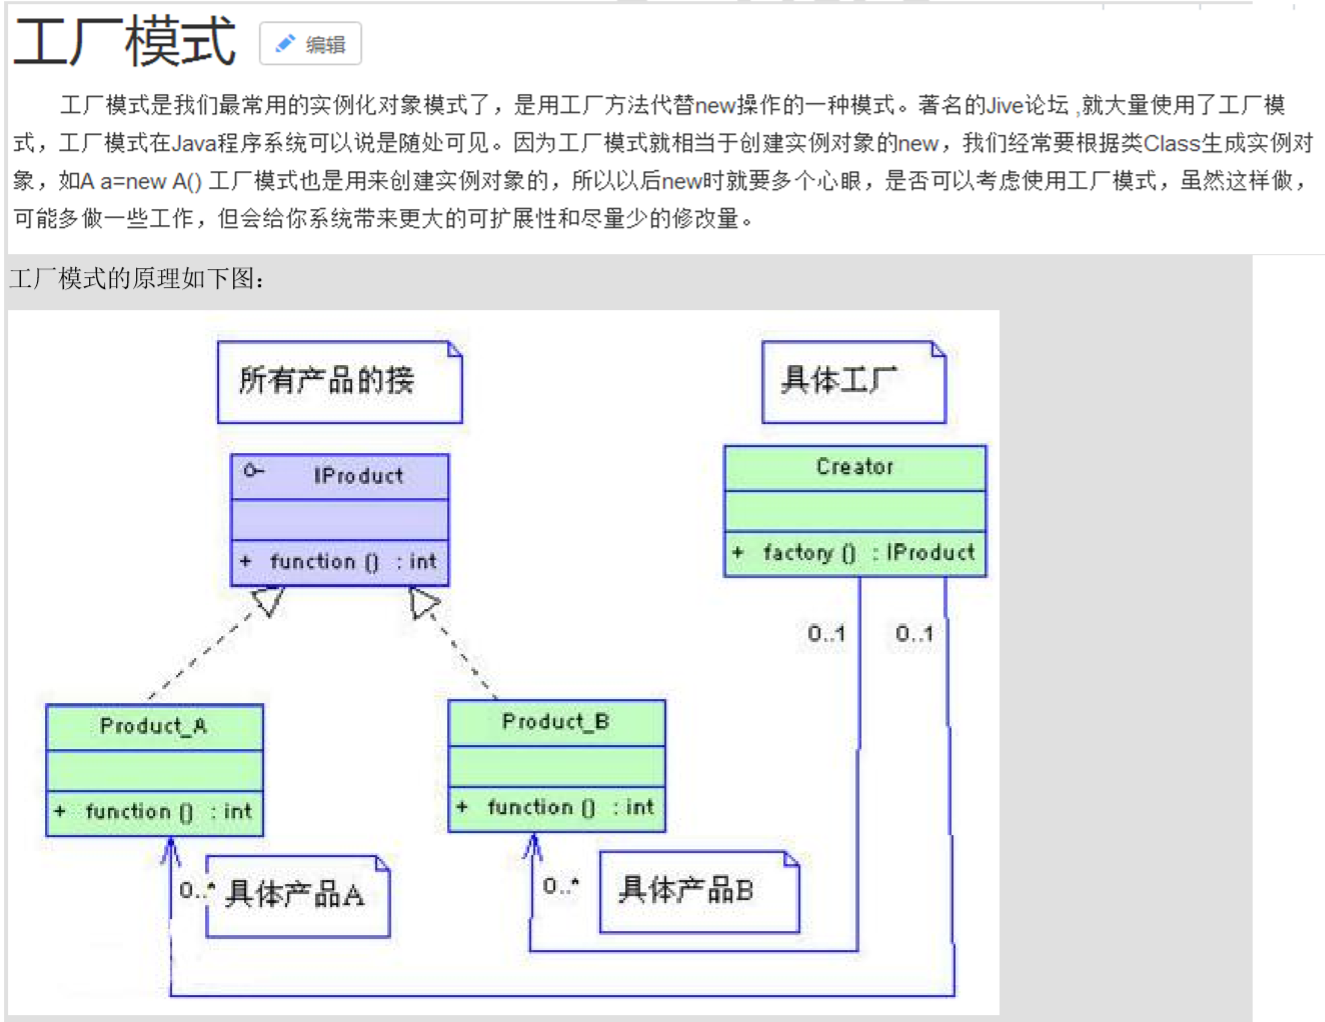 工厂模式 编辑
工厂模式是我们最常用的实例化对象模式了，是用工厂方法代替new操作的一种模式。著名的Jive论坛 ,就大量使用了工厂模
式，工厂模式在Java程序系统可以说是随处可见。因为工厂模式就相当于创建实例对象的new，我们经常要根据类Class生成实例对
象，如A a=new A() 工厂模式也是用来创建实例对象的，所以以后new时就要多个心眼，是否可以考虑使用工厂模式，虽然这样做，
可能多做一些工作，但会给你系统带来更大的可扩展性和尽量少的修改量。
工厂模式的原理如下图：
所有产品的接
具体工厂
IProduct
+ function () : int
Creator
+ factory () : IProduct
0..1
0..1
Product_A
+ function () : int
Product_B
+ function () : int
0..*
具体产品A
0..*
具体产品B